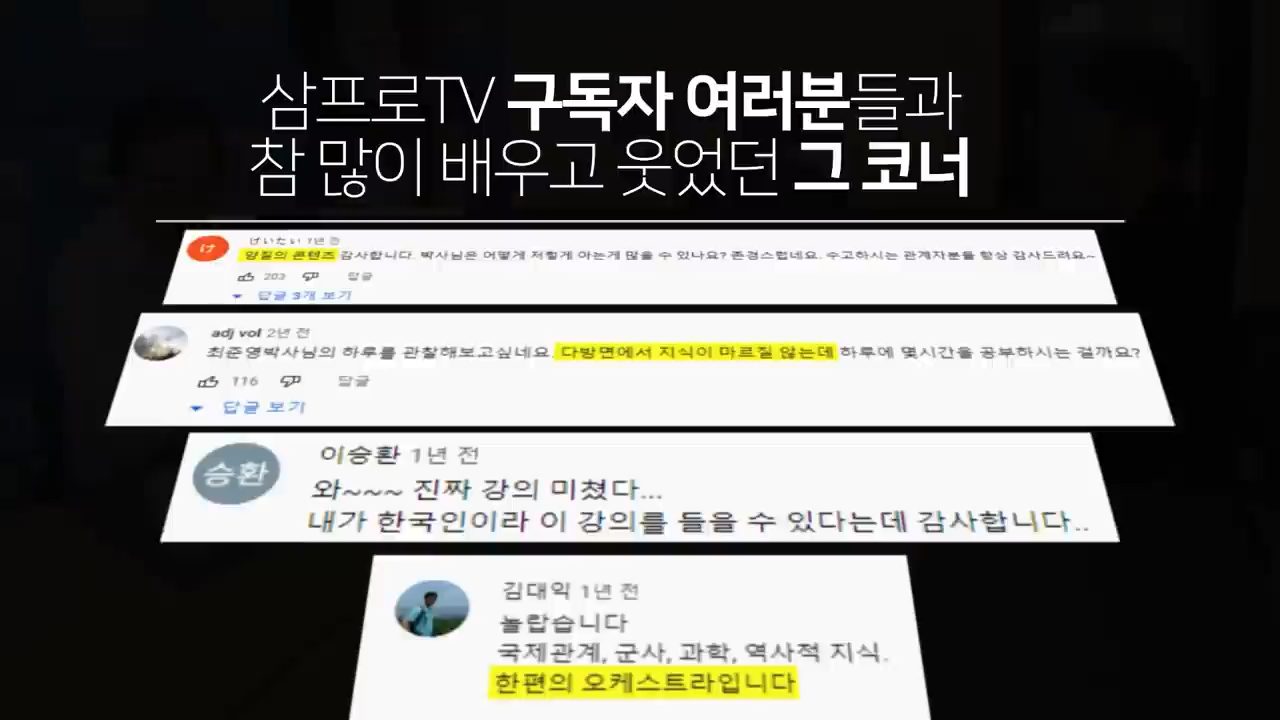 삼프로TV 구독자 여러분들과
참 많이 배우고 웃었던 그 코너
け
けいたい 1년 전
양질의 콘텐츠 감사합니다. 박사님은 어떻게 저렇게 아는게 많을 수 있나요? 존경스럽네요. 수고하시는 관계자분들 항상 감사드려요~
203 답글
답글 3개 보기
adj vol 2년 전
최준영박사님의 하루를 관찰해보고싶네요. 다방면에서 지식이 마르질 않는데 하루에 몇시간을 공부하시는 걸까요?
116 답글
답글 보기
승환
이승환 1년 전
와~~~ 진짜 강의 미쳤다...
내가 한국인이라 이 강의를 들을 수 있다는데 감사합니다..
김대익 1년 전
놀랍습니다
국제관계, 군사, 과학, 역사적 지식.
한편의 오케스트라입니다